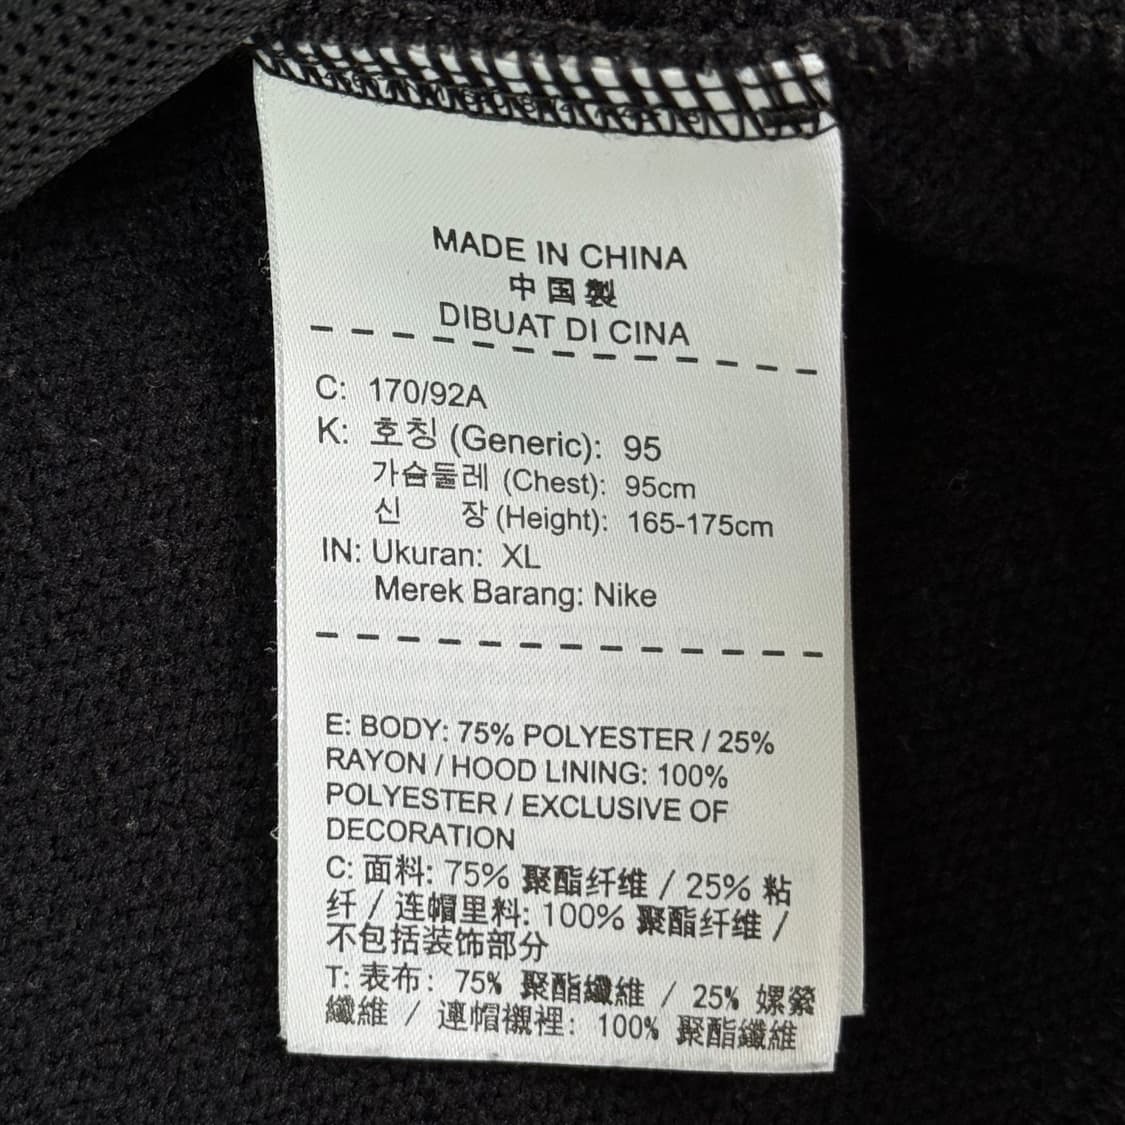 MADE IN CHINA
中国製
DIBUAT DI CINA
C: 170/92A
K: 호칭 (Generic): 95
가슴둘레 (Chest): 95cm
신 장 (Height): 165-175cm
IN: Ukuran: XL
Merek Barang: Nike
E: BODY: 75% POLYESTER / 25%
RAYON / HOOD LINING: 100%
POLYESTER / EXCLUSIVE OF
DECORATION
C: 面料: 75% 聚酯纤维 / 25% 粘
纤 / 连帽里料: 100% 聚酯纤维 /
不包括装饰部分
T: 表布: 75% 聚酯纖維 / 25% 嫘縈
纖維 / 連帽襯裡: 100% 聚酯纖維